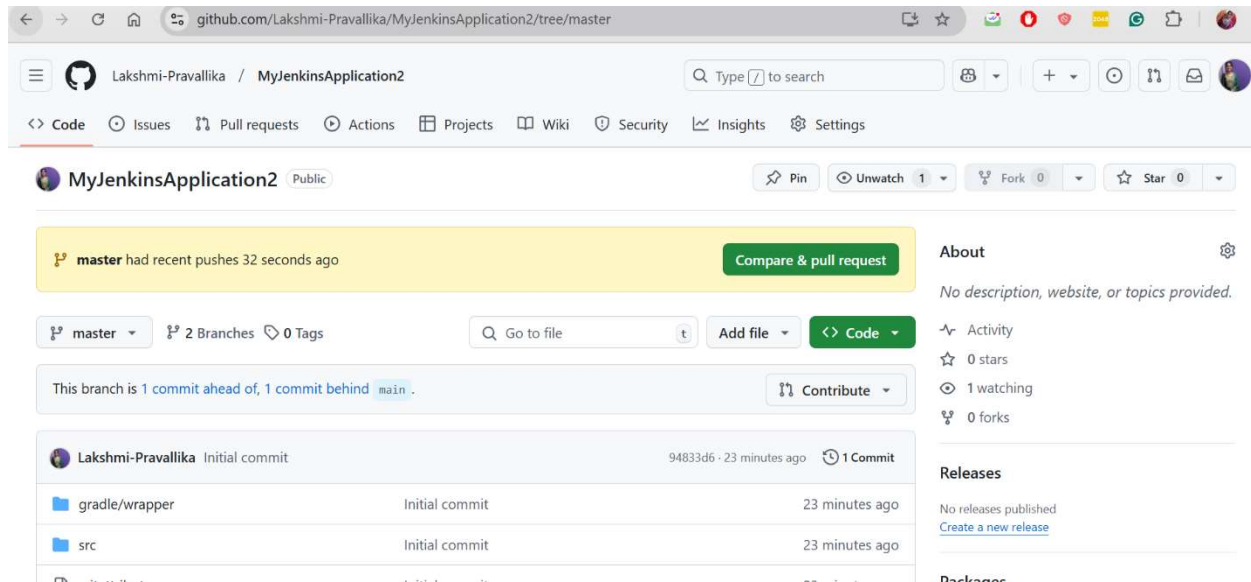 github.com/Lakshmi-Pravallika/MyJenkinsApplication2/tree/master
Lakshmi-Pravallika / MyJenkinsApplication2
Type / to search
<> Code Issues Pull requests Actions Projects Wiki Security Insights Settings
MyJenkinsApplication2 Public
Pin Unwatch 1 Fork 0 Star 0
master had recent pushes 32 seconds ago
Compare & pull request
About
No description, website, or topics provided.
master 2 Branches 0 Tags
Go to file t
Add file <> Code
Activity
0 stars
This branch is 1 commit ahead of, 1 commit behind main .
Contribute
1 watching
0 forks
Lakshmi-Pravallika Initial commit 94833d6 · 23 minutes ago 1 Commit
Releases
gradle/wrapper Initial commit 23 minutes ago
No releases published
Create a new release
src Initial commit 23 minutes ago
Packages